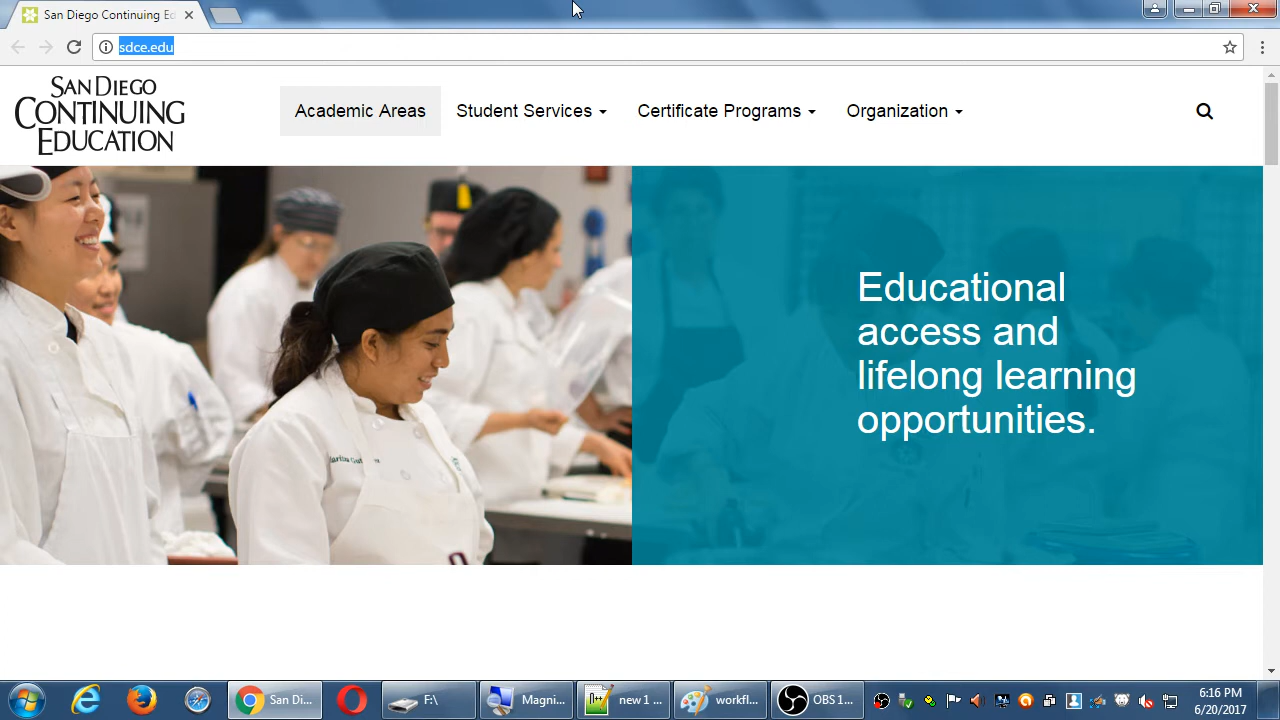 San Diego Continuing Ed
sdce.edu
SAN DIEGO
CONTINUING
EDUCATION
Academic Areas
Student Services
Certificate Programs
Organization
Educational
access and
lifelong learning
opportunities.
San Di...
F:\
Magni...
new 1 ...
workfl...
OBS 1...
6:16 PM
6/20/2017